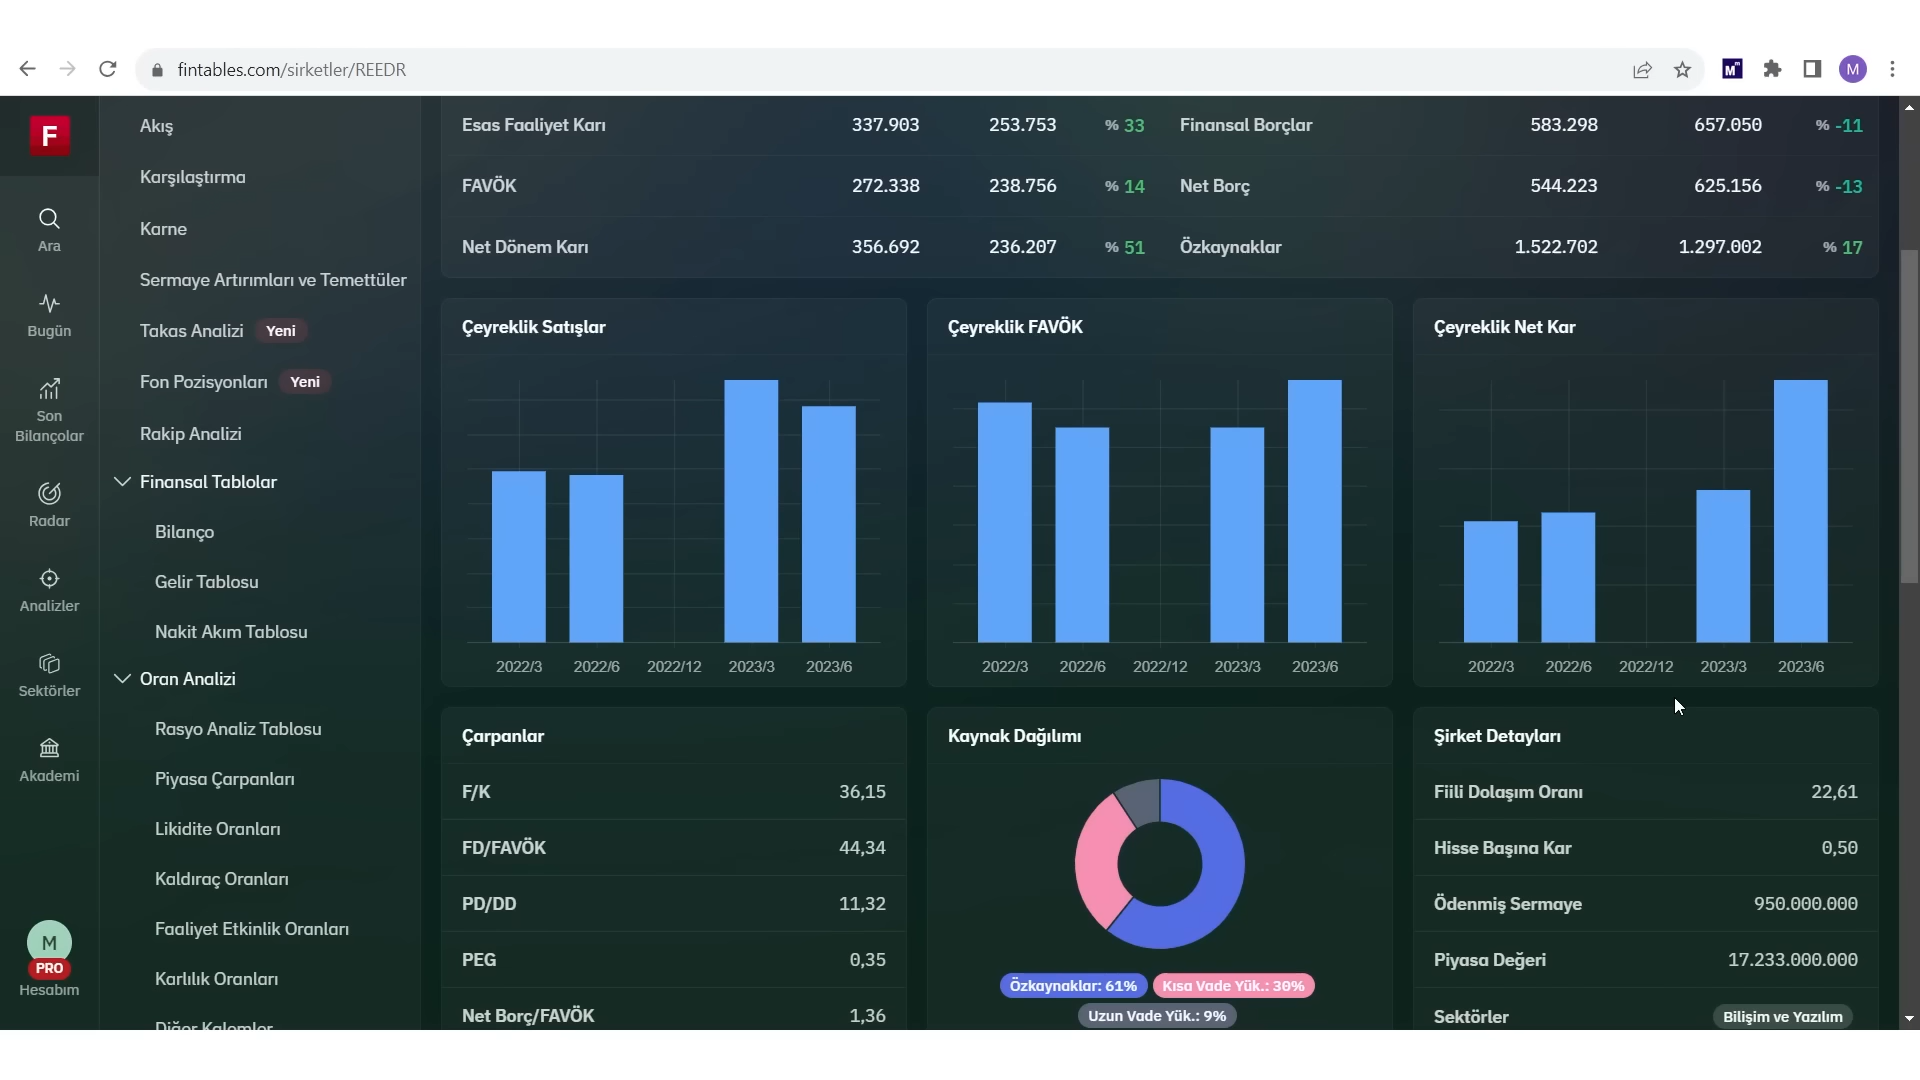 fintables.com/sirketler/REEDR
M
M
F
Ara
Bugün
Son
Bilançolar
Radar
Analizler
Sektörler
Akademi
M
PRO
Hesabım
Akış
Karşılaştırma
Karne
Sermaye Artırımları ve Temettüler
Takas Analizi Yeni
Fon Pozisyonları Yeni
Rakip Analizi
Finansal Tablolar
Bilanço
Gelir Tablosu
Nakit Akım Tablosu
Oran Analizi
Rasyo Analiz Tablosu
Piyasa Çarpanları
Likidite Oranları
Kaldıraç Oranları
Faaliyet Etkinlik Oranları
Karlılık Oranları
Diğer Kalemler
Esas Faaliyet Karı 337.903 253.753 % 33
FAVÖK 272.338 238.756 % 14
Net Dönem Karı 356.692 236.207 % 51
Finansal Borçlar 583.298 657.050 % -11
Net Borç 544.223 625.156 % -13
Özkaynaklar 1.522.702 1.297.002 % 17
Çeyreklik Satışlar
2022/3 2022/6 2022/12 2023/3 2023/6
Çeyreklik FAVÖK
2022/3 2022/6 2022/12 2023/3 2023/6
Çeyreklik Net Kar
2022/3 2022/6 2022/12 2023/3 2023/6
Çarpanlar
F/K 36,15
FD/FAVÖK 44,34
PD/DD 11,32
PEG 0,35
Net Borç/FAVÖK 1,36
Kaynak Dağılımı
Özkaynaklar: 61% Kısa Vade Yük.: 30%
Uzun Vade Yük.: 9%
Şirket Detayları
Fiili Dolaşım Oranı 22,61
Hisse Başına Kar 0,50
Ödenmiş Sermaye 950.000.000
Piyasa Değeri 17.233.000.000
Sektörler Bilişim ve Yazılım